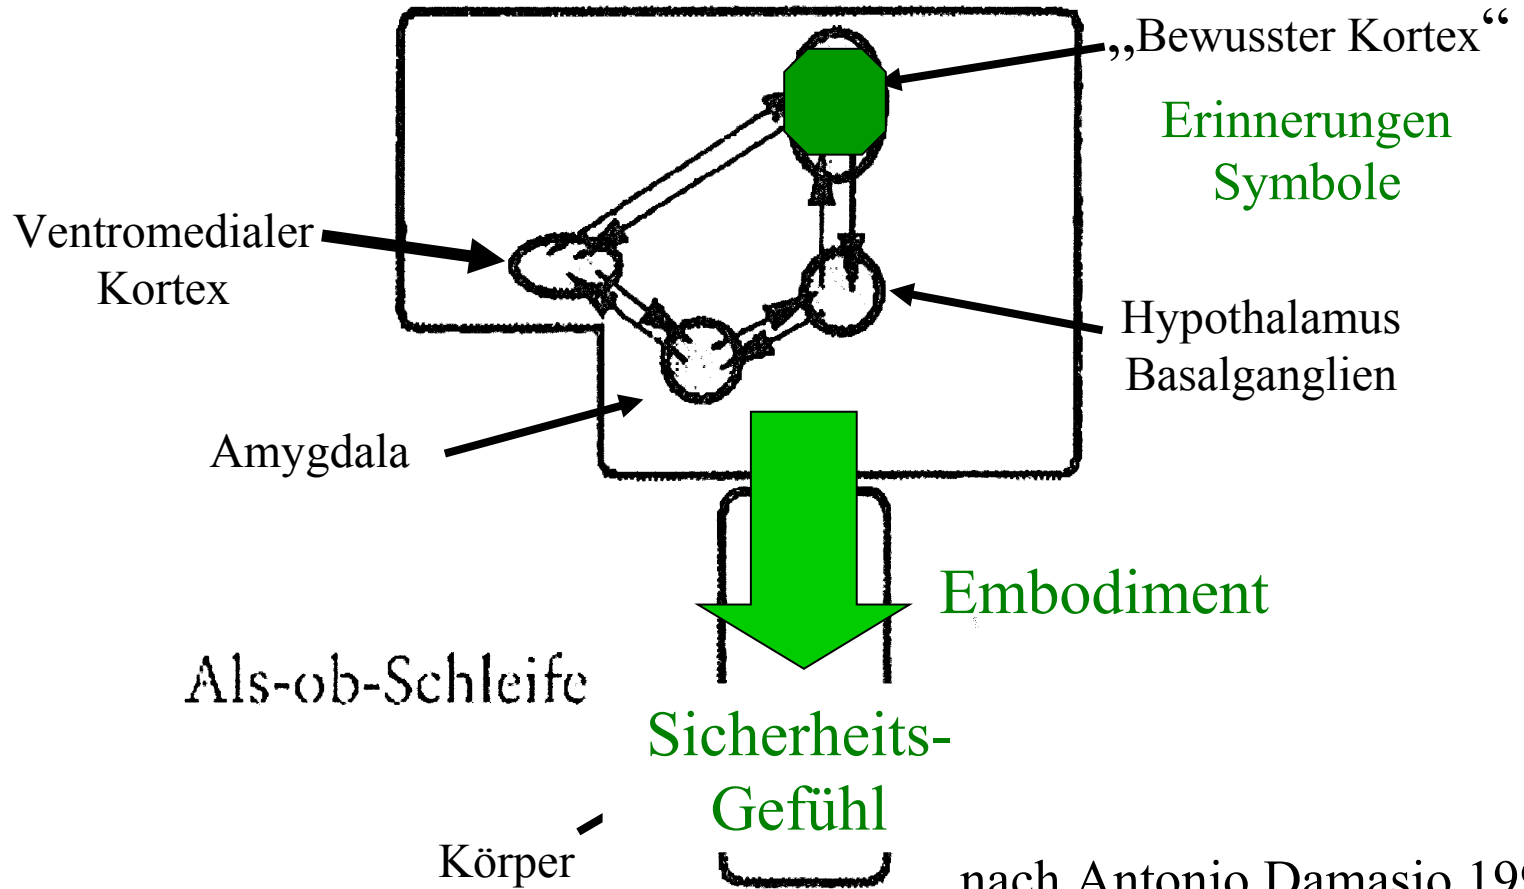 „Bewusster Kortex“
Erinnerungen
Symbole
Ventromedialer
Kortex
Hypothalamus
Basalganglien
Amygdala
Embodiment
Als-ob-Schleife
Sicherheits-
Gefühl
Körper
nach Antonio Damasio